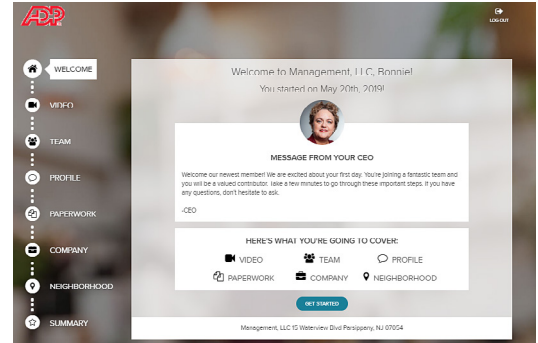 ADP
LOG OUT
WELCOME
VIDEO
TEAM
PROFILE
PAPERWORK
COMPANY
NEIGHBORHOOD
SUMMARY
Welcome to Management, LLC, Bonnie!
You started on May 20th, 2019!
MESSAGE FROM YOUR CEO
Welcome our newest member! We are excited about your first day. You're joining a fantastic team and
you will be a valued contributor. Take a few minutes to go through these important steps. If you have
any questions, don't hesitate to ask.
-CEO
HERE'S WHAT YOU'RE GOING TO COVER:
VIDEO TEAM PROFILE
PAPERWORK COMPANY NEIGHBORHOOD
GET STARTED
Management, LLC 15 Waterview Blvd Parsippany, NJ 07054